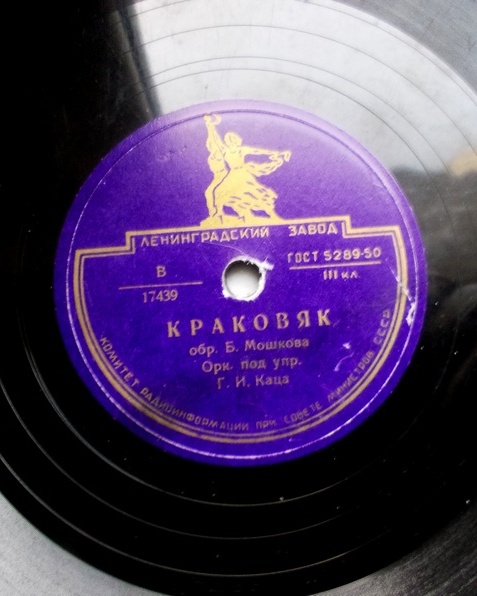 ЛЕНИНГРАДСКИЙ ЗАВОД
ГОСТ 5289-50
III кл.
В
17439
КРАКОВЯК
обр. Б. Мошкова
Орк. под упр.
Г. И. Каца
КОМИТЕТ РАДИОИНФОРМАЦИИ ПРИ СОВЕТЕ МИНИСТРОВ СССР